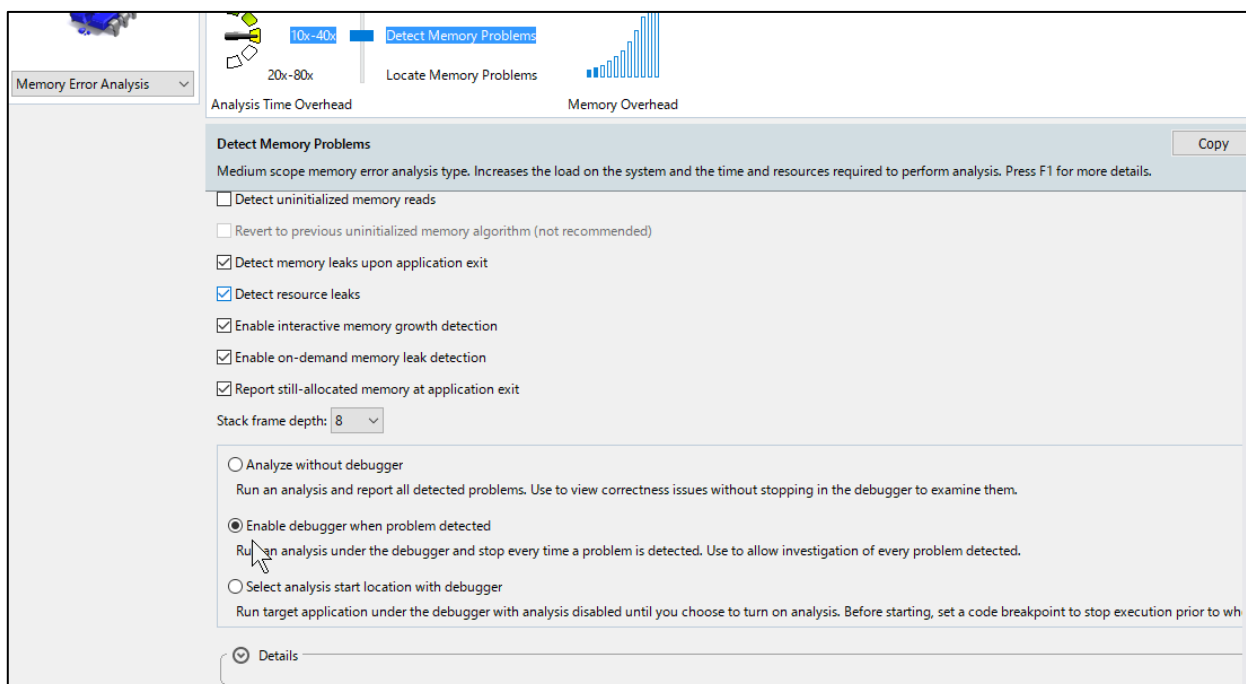 Memory Error Analysis
10x-40x
Detect Memory Problems
20x-80x
Locate Memory Problems
Analysis Time Overhead
Memory Overhead
Detect Memory Problems
Copy
Medium scope memory error analysis type. Increases the load on the system and the time and resources required to perform analysis. Press F1 for more details.
Detect uninitialized memory reads
Revert to previous uninitialized memory algorithm (not recommended)
Detect memory leaks upon application exit
Detect resource leaks
Enable interactive memory growth detection
Enable on-demand memory leak detection
Report still-allocated memory at application exit
Stack frame depth: 8
Analyze without debugger
Run an analysis and report all detected problems. Use to view correctness issues without stopping in the debugger to examine them.
Enable debugger when problem detected
Run an analysis under the debugger and stop every time a problem is detected. Use to allow investigation of every problem detected.
Select analysis start location with debugger
Run target application under the debugger with analysis disabled until you choose to turn on analysis. Before starting, set a code breakpoint to stop execution prior to wh
Details